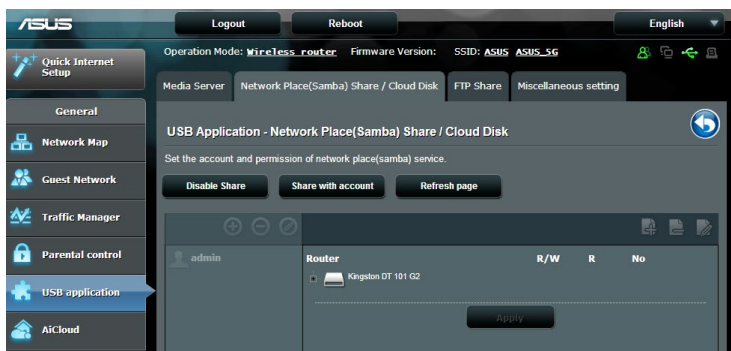 ASUS Logout Reboot English
Operation Mode: Wireless router Firmware Version: SSID: ASUS ASUS_5G
Quick Internet
Setup
Media Server Network Place(Samba) Share / Cloud Disk FTP Share Miscellaneous setting
General
USB Application - Network Place(Samba) Share / Cloud Disk
Network Map
Set the account and permission of network place(samba) service.
Guest Network
Disable Share Share with account Refresh page
Traffic Manager
Parental control
admin Router R/W R No
Kingston DT 101 G2
USB application
Apply
AiCloud